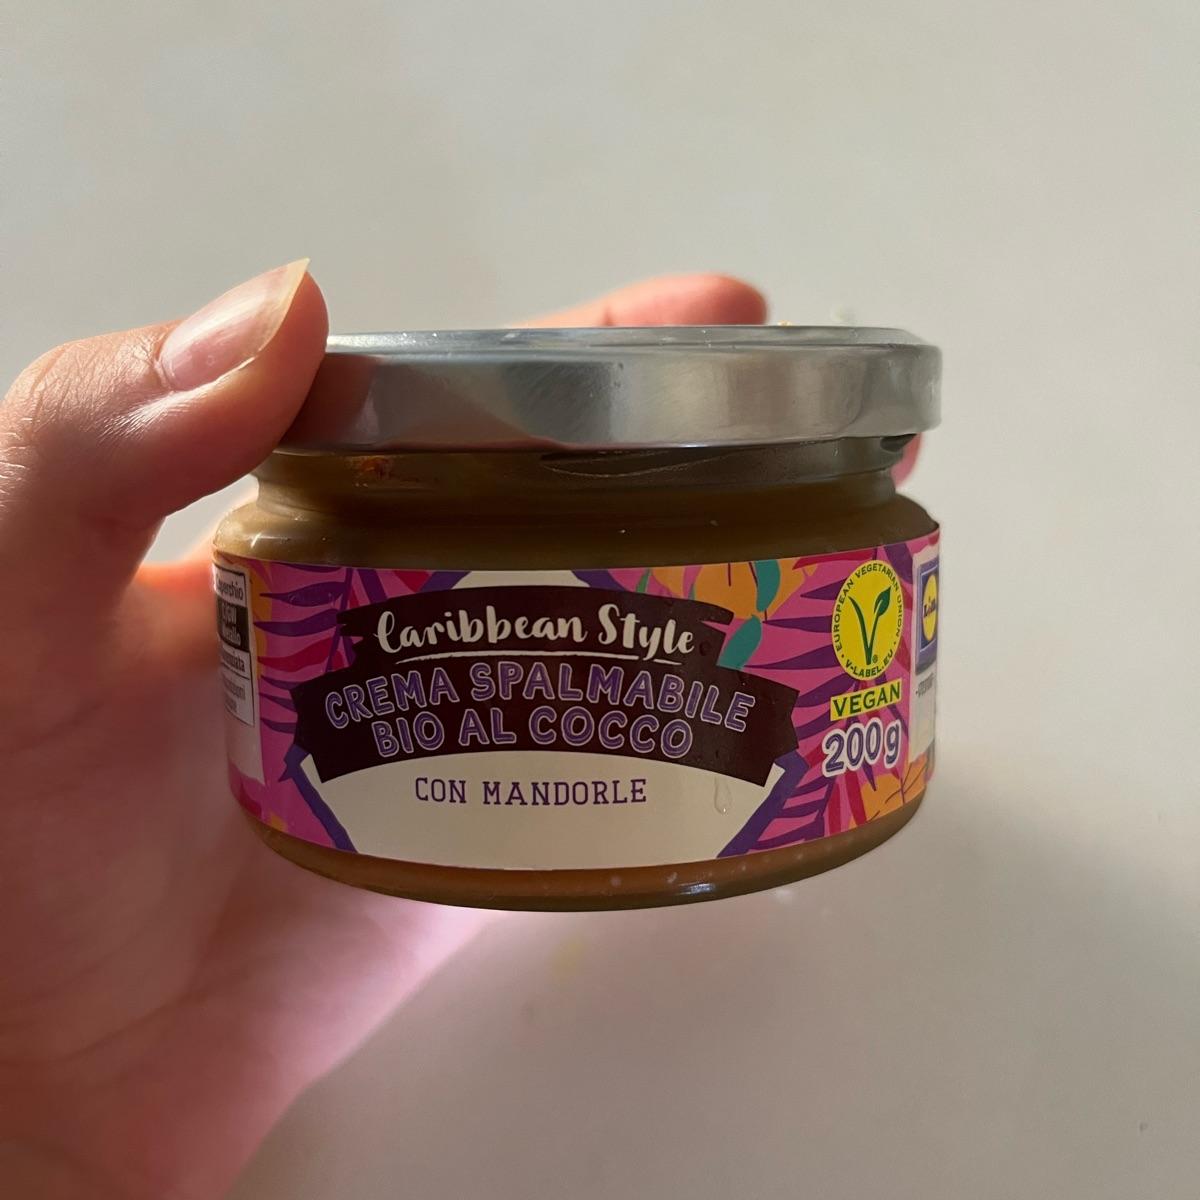 Caribbean Style
CREMA SPALMABILE
BIO AL COCCO
CON MANDORLE
EUROPEAN VEGETARIAN UNION
V-LABEL.EU
VEGAN
200g